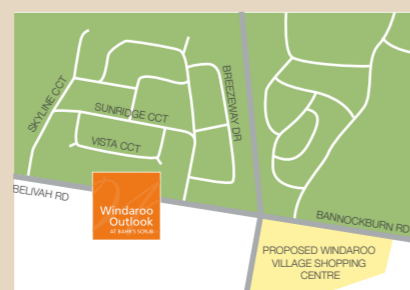 SKYLINE CCT
SUNRIDGE CCT
VISTA CCT
BREEZEWAY DR
BELIVAH RD
Windaroo
Outlook
AT BAHR'S SCRUB
BANNOCKBURN RD
PROPOSED WINDAROO
VILLAGE SHOPPING
CENTRE